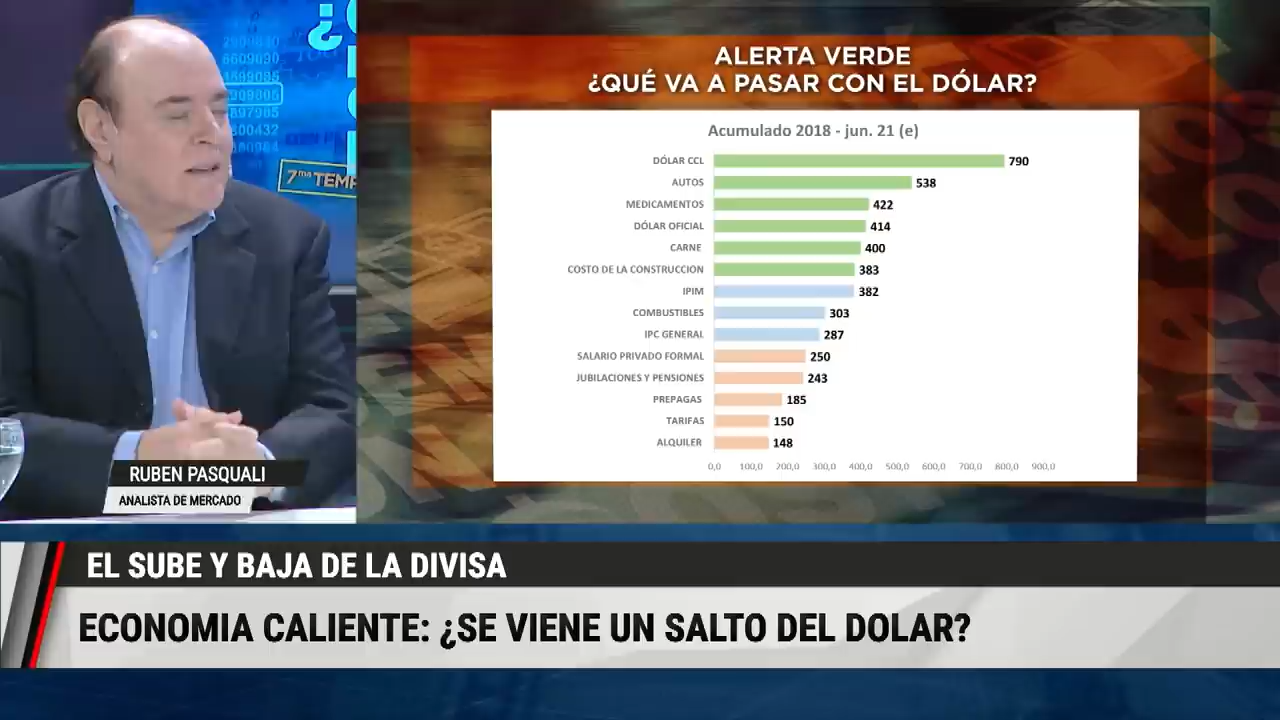 7MA TEMP
ALERTA VERDE
¿QUÉ VA A PASAR CON EL DÓLAR?
Acumulado 2018 - jun. 21 (e)
DÓLAR CCL 790
AUTOS 538
MEDICAMENTOS 422
DÓLAR OFICIAL 414
CARNE 400
COSTO DE LA CONSTRUCCION 383
IPIM 382
COMBUSTIBLES 303
IPC GENERAL 287
SALARIO PRIVADO FORMAL 250
JUBILACIONES Y PENSIONES 243
PREPAGAS 185
TARIFAS 150
ALQUILER 148
0,0 100,0 200,0 300,0 400,0 500,0 600,0 700,0 800,0 900,0
RUBEN PASQUALI
ANALISTA DE MERCADO
EL SUBE Y BAJA DE LA DIVISA
ECONOMIA CALIENTE: ¿SE VIENE UN SALTO DEL DOLAR?